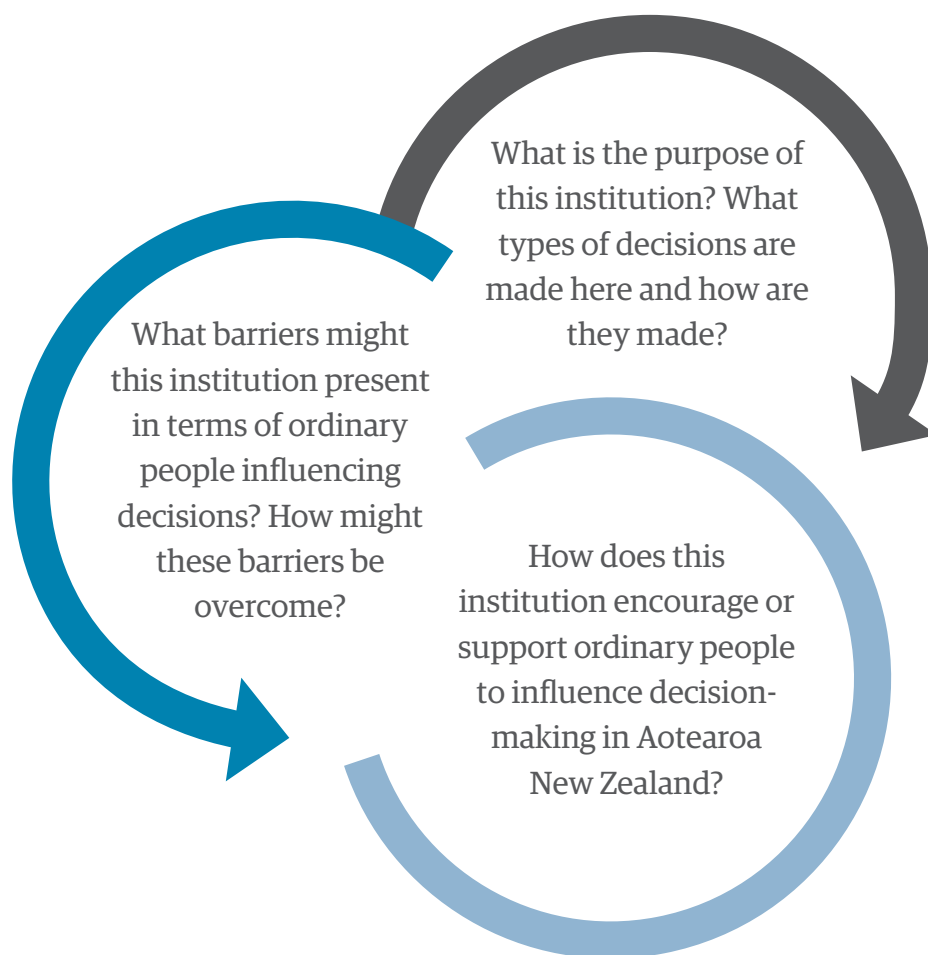 What is the purpose of
this institution? What
types of decisions are
made here and how are
they made?
What barriers might
this institution present
in terms of ordinary
people influencing
decisions? How might
these barriers be
overcome?
How does this
institution encourage or
support ordinary people
to influence decision-
making in Aotearoa
New Zealand?